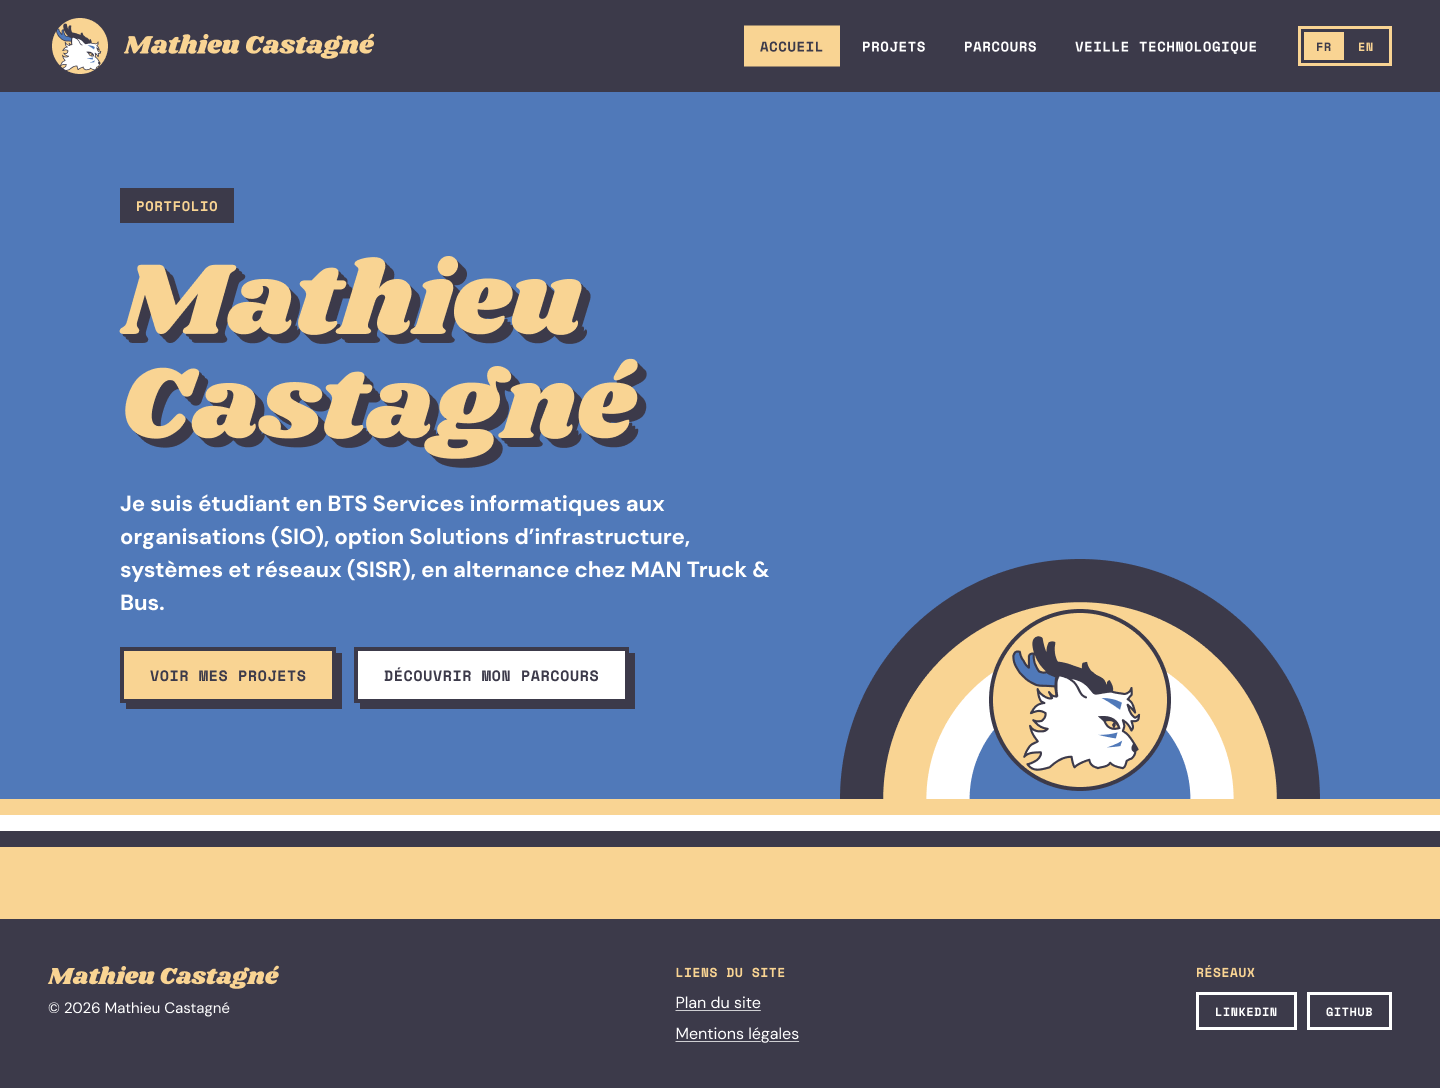 Mathieu Castagné
ACCUEIL PROJETS PARCOURS VEILLE TECHNOLOGIQUE FR EN
PORTFOLIO
Mathieu
Castagné
Je suis étudiant en BTS Services informatiques aux
organisations (SIO), option Solutions d’infrastructure,
systèmes et réseaux (SISR), en alternance chez MAN Truck &
Bus.
VOIR MES PROJETS DÉCOUVRIR MON PARCOURS
Mathieu Castagné
© 2026 Mathieu Castagné
LIENS DU SITE
Plan du site
Mentions légales
RÉSEAUX
LINKEDIN GITHUB